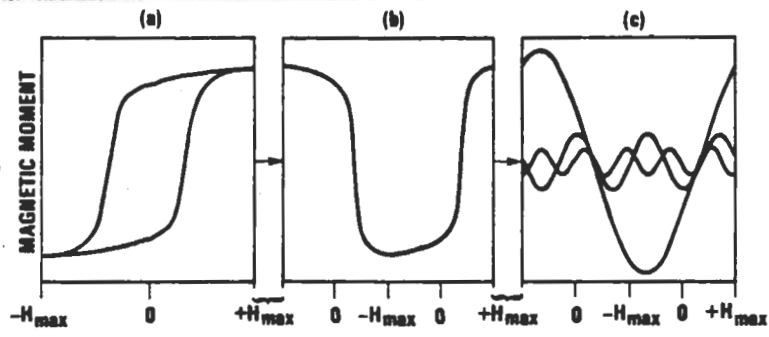 (a) (b) (c)
MAGNETIC MOMENT
-Hmax 0 +Hmax 0 -Hmax 0 +Hmax 0 -Hmax 0 +Hmax